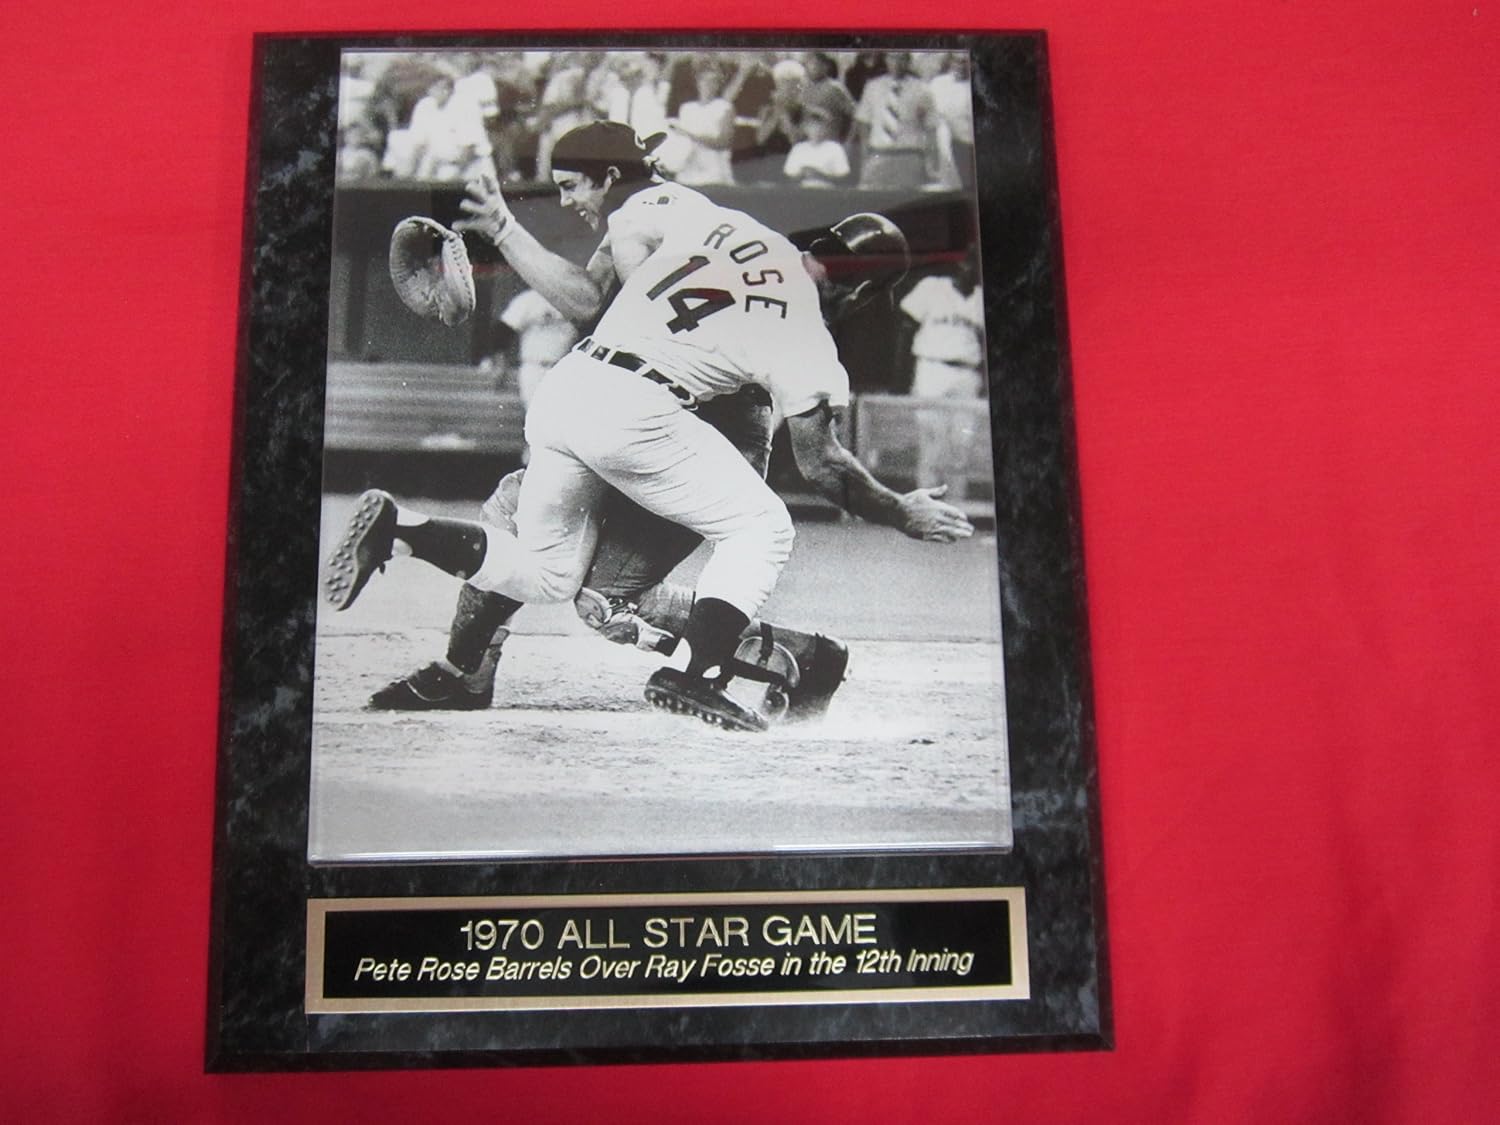 ROSE
14
1970 ALL STAR GAME
Pete Rose Barrels Over Ray Fosse in the 12th Inning